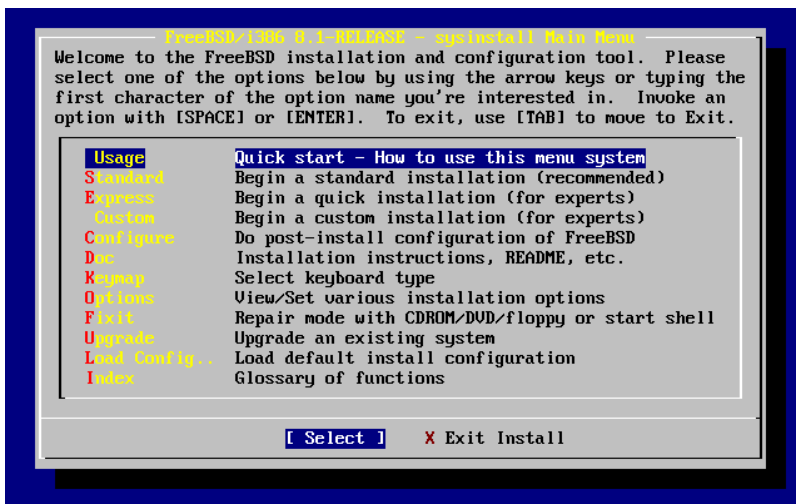 FreeBSD/i386 8.1-RELEASE - sysinstall Main Menu
Welcome to the FreeBSD installation and configuration tool.  Please
select one of the options below by using the arrow keys or typing the
first character of the option name you're interested in.  Invoke an
option with [SPACE] or [ENTER].  To exit, use [TAB] to move to Exit.
Usage Quick start - How to use this menu system
Standard Begin a standard installation (recommended)
Express Begin a quick installation (for experts)
Custom Begin a custom installation (for experts)
Configure Do post-install configuration of FreeBSD
Doc Installation instructions, README, etc.
Keymap Select keyboard type
Options View/Set various installation options
Fixit Repair mode with CDROM/DVD/floppy or start shell
Upgrade Upgrade an existing system
Load Config.. Load default install configuration
Index Glossary of functions
[ Select ] X Exit Install